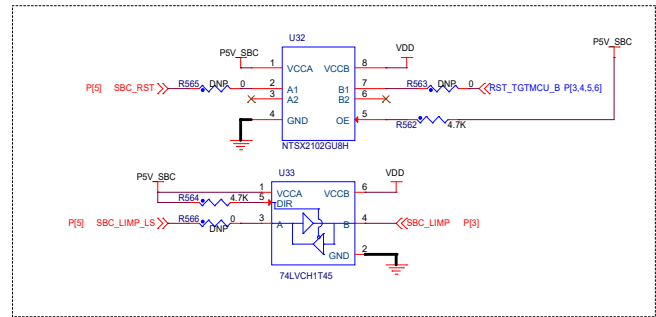 U32
P5V_SBC
VDD
P5V_SBC
1
VCCA
VCCB
8
P[5]
SBC_RST
R565
DNP
0
2
A1
B1
7
R563
DNP
0
RST_TGTMCU_B
P[3,4,5,6]
3
A2
B2
6
4
GND
OE
5
R562
4.7K
NTSX2102GU8H
U33
P5V_SBC
VDD
1
VCCA
VCCB
6
R564
4.7K
5
DIR
P[5]
SBC_LIMP_LS
R566
0
DNP
3
A
B
4
SBC_LIMP
P[3]
GND
2
74LVCH1T45